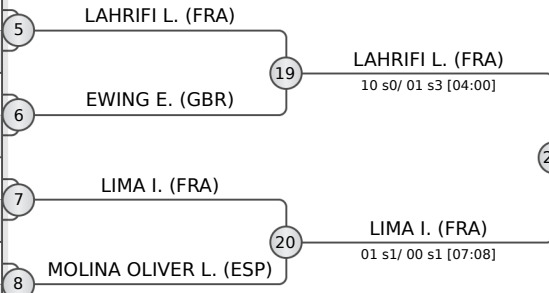 LAHRIFI L. (FRA)
5
19
LAHRIFI L. (FRA)
10 s0/ 01 s3 [04:00]
EWING E. (GBR)
6
LIMA I. (FRA)
7
20
LIMA I. (FRA)
01 s1/ 00 s1 [07:08]
MOLINA OLIVER L. (ESP)
8